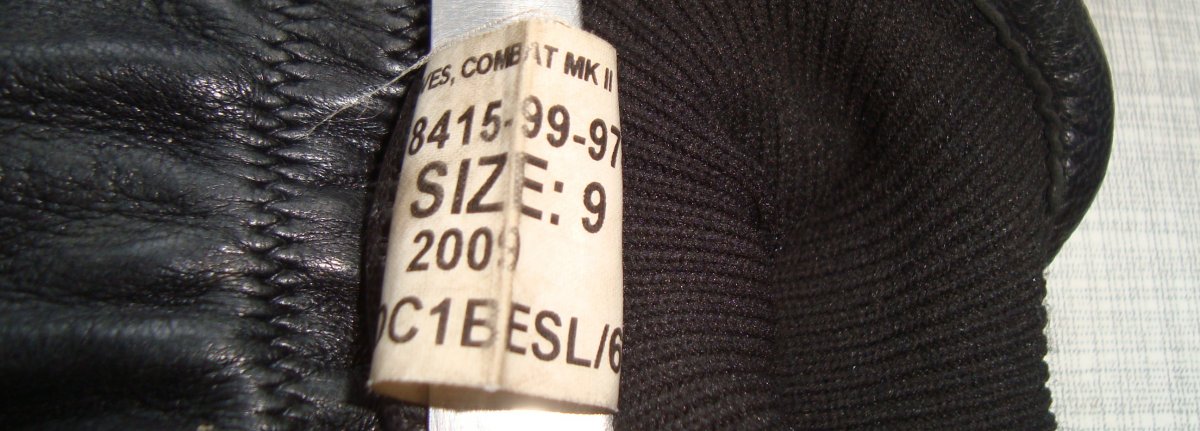 VES, COMBAT MK II
8415-99-97
SIZE: 9
2009
DC1BESL/6